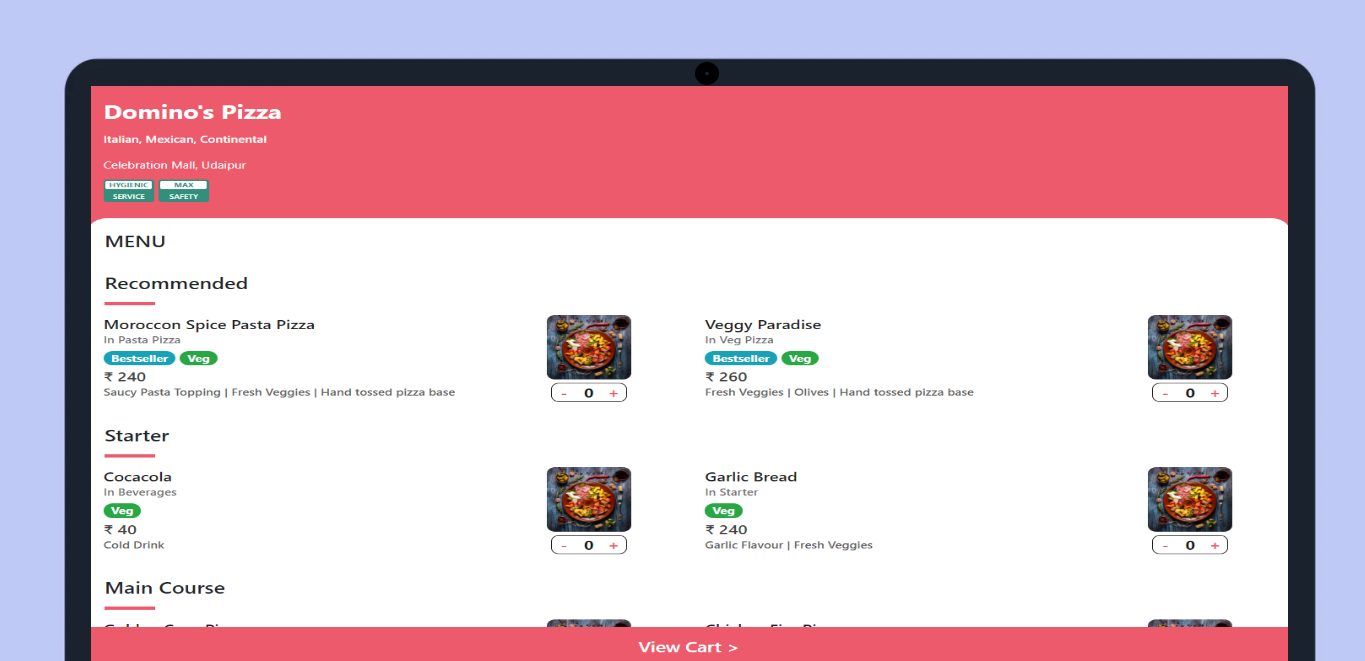 Domino's Pizza
Italian, Mexican, Continental
Celebration Mall, Udaipur
HYGIENIC SERVICE
MAX SAFETY
MENU
Recommended
Moroccon Spice Pasta Pizza
In Pasta Pizza
Bestseller Veg
₹ 240
Saucy Pasta Topping | Fresh Veggies | Hand tossed pizza base
- 0 +
Veggy Paradise
In Veg Pizza
Bestseller Veg
₹ 260
Fresh Veggies | Olives | Hand tossed pizza base
- 0 +
Starter
Cocacola
In Beverages
Veg
₹ 40
Cold Drink
- 0 +
Garlic Bread
In Starter
Veg
₹ 240
Garlic Flavour | Fresh Veggies
- 0 +
Main Course
View Cart >